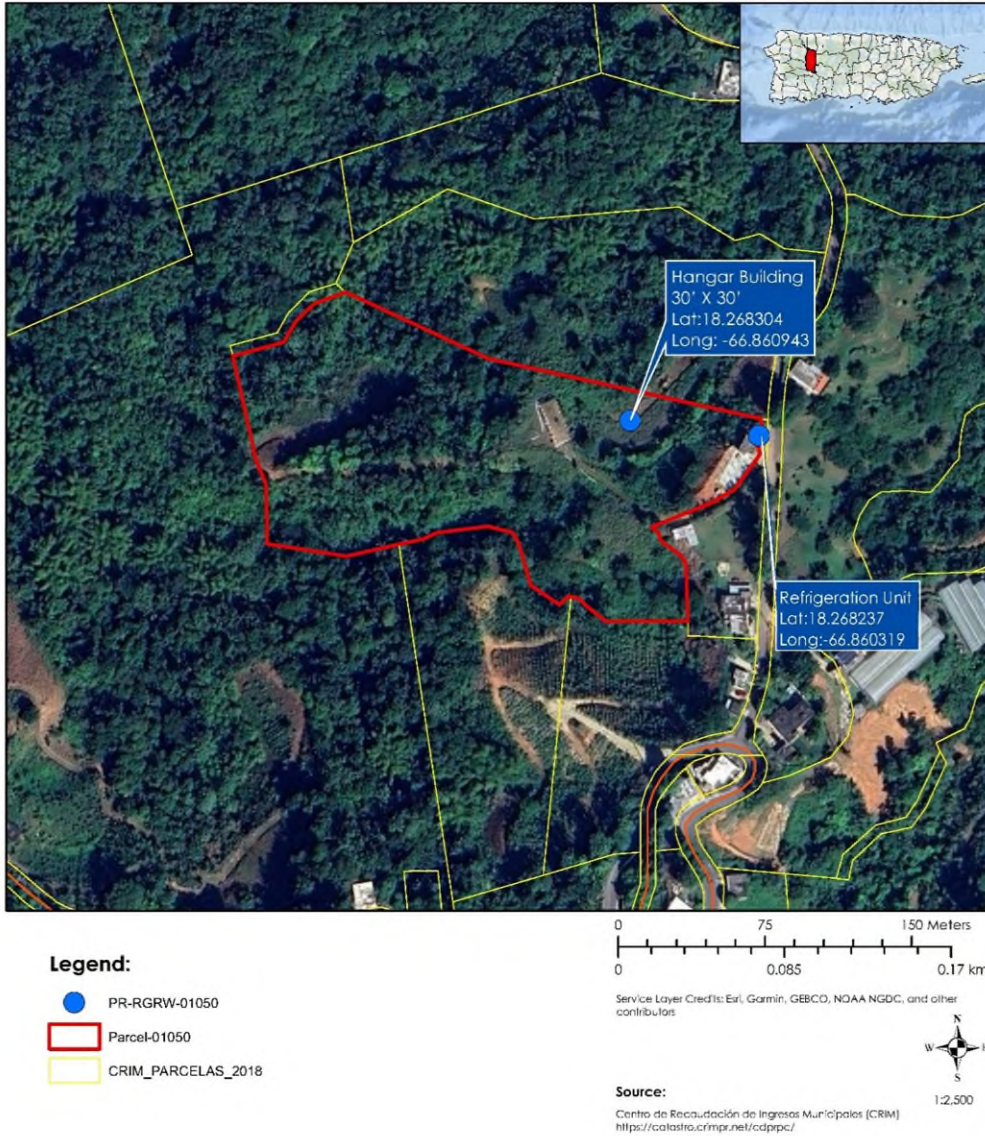 Hangar Building
30' X 30'
Lat:18.268304
Long: -66.860943
Refrigeration Unit
Lat:18.268237
Long:-66.860319
0 75 150 Meters
0 0.085 0.17 km
Legend:
PR-RGRW-01050
Parcel-01050
CRIM_PARCELAS_2018
Service Layer Credits: Esri, Garmin, GEBCO, NOAA NGDC, and other
contributors
N
W
S
1:2,500
Source:
Centro de Recaudación de Ingresos Municipales (CRIM)
https://catastro.crimpr.net/cdprpc/